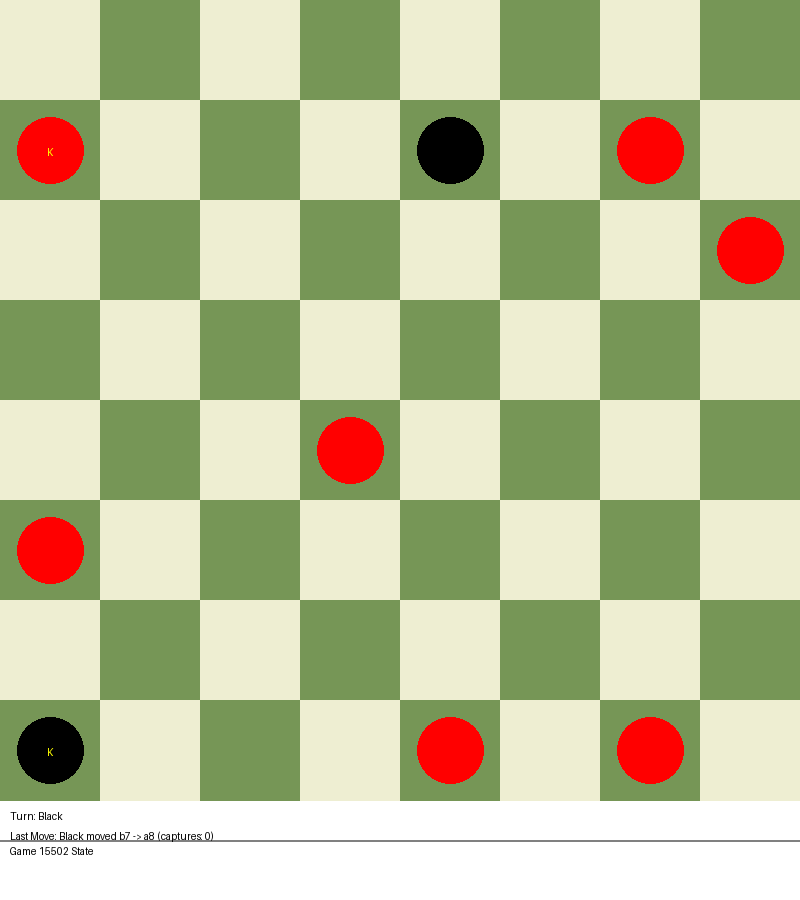 K
K
Turn: Black
Last Move: Black moved b7 -> a8 (captures: 0)
Game 15502 State